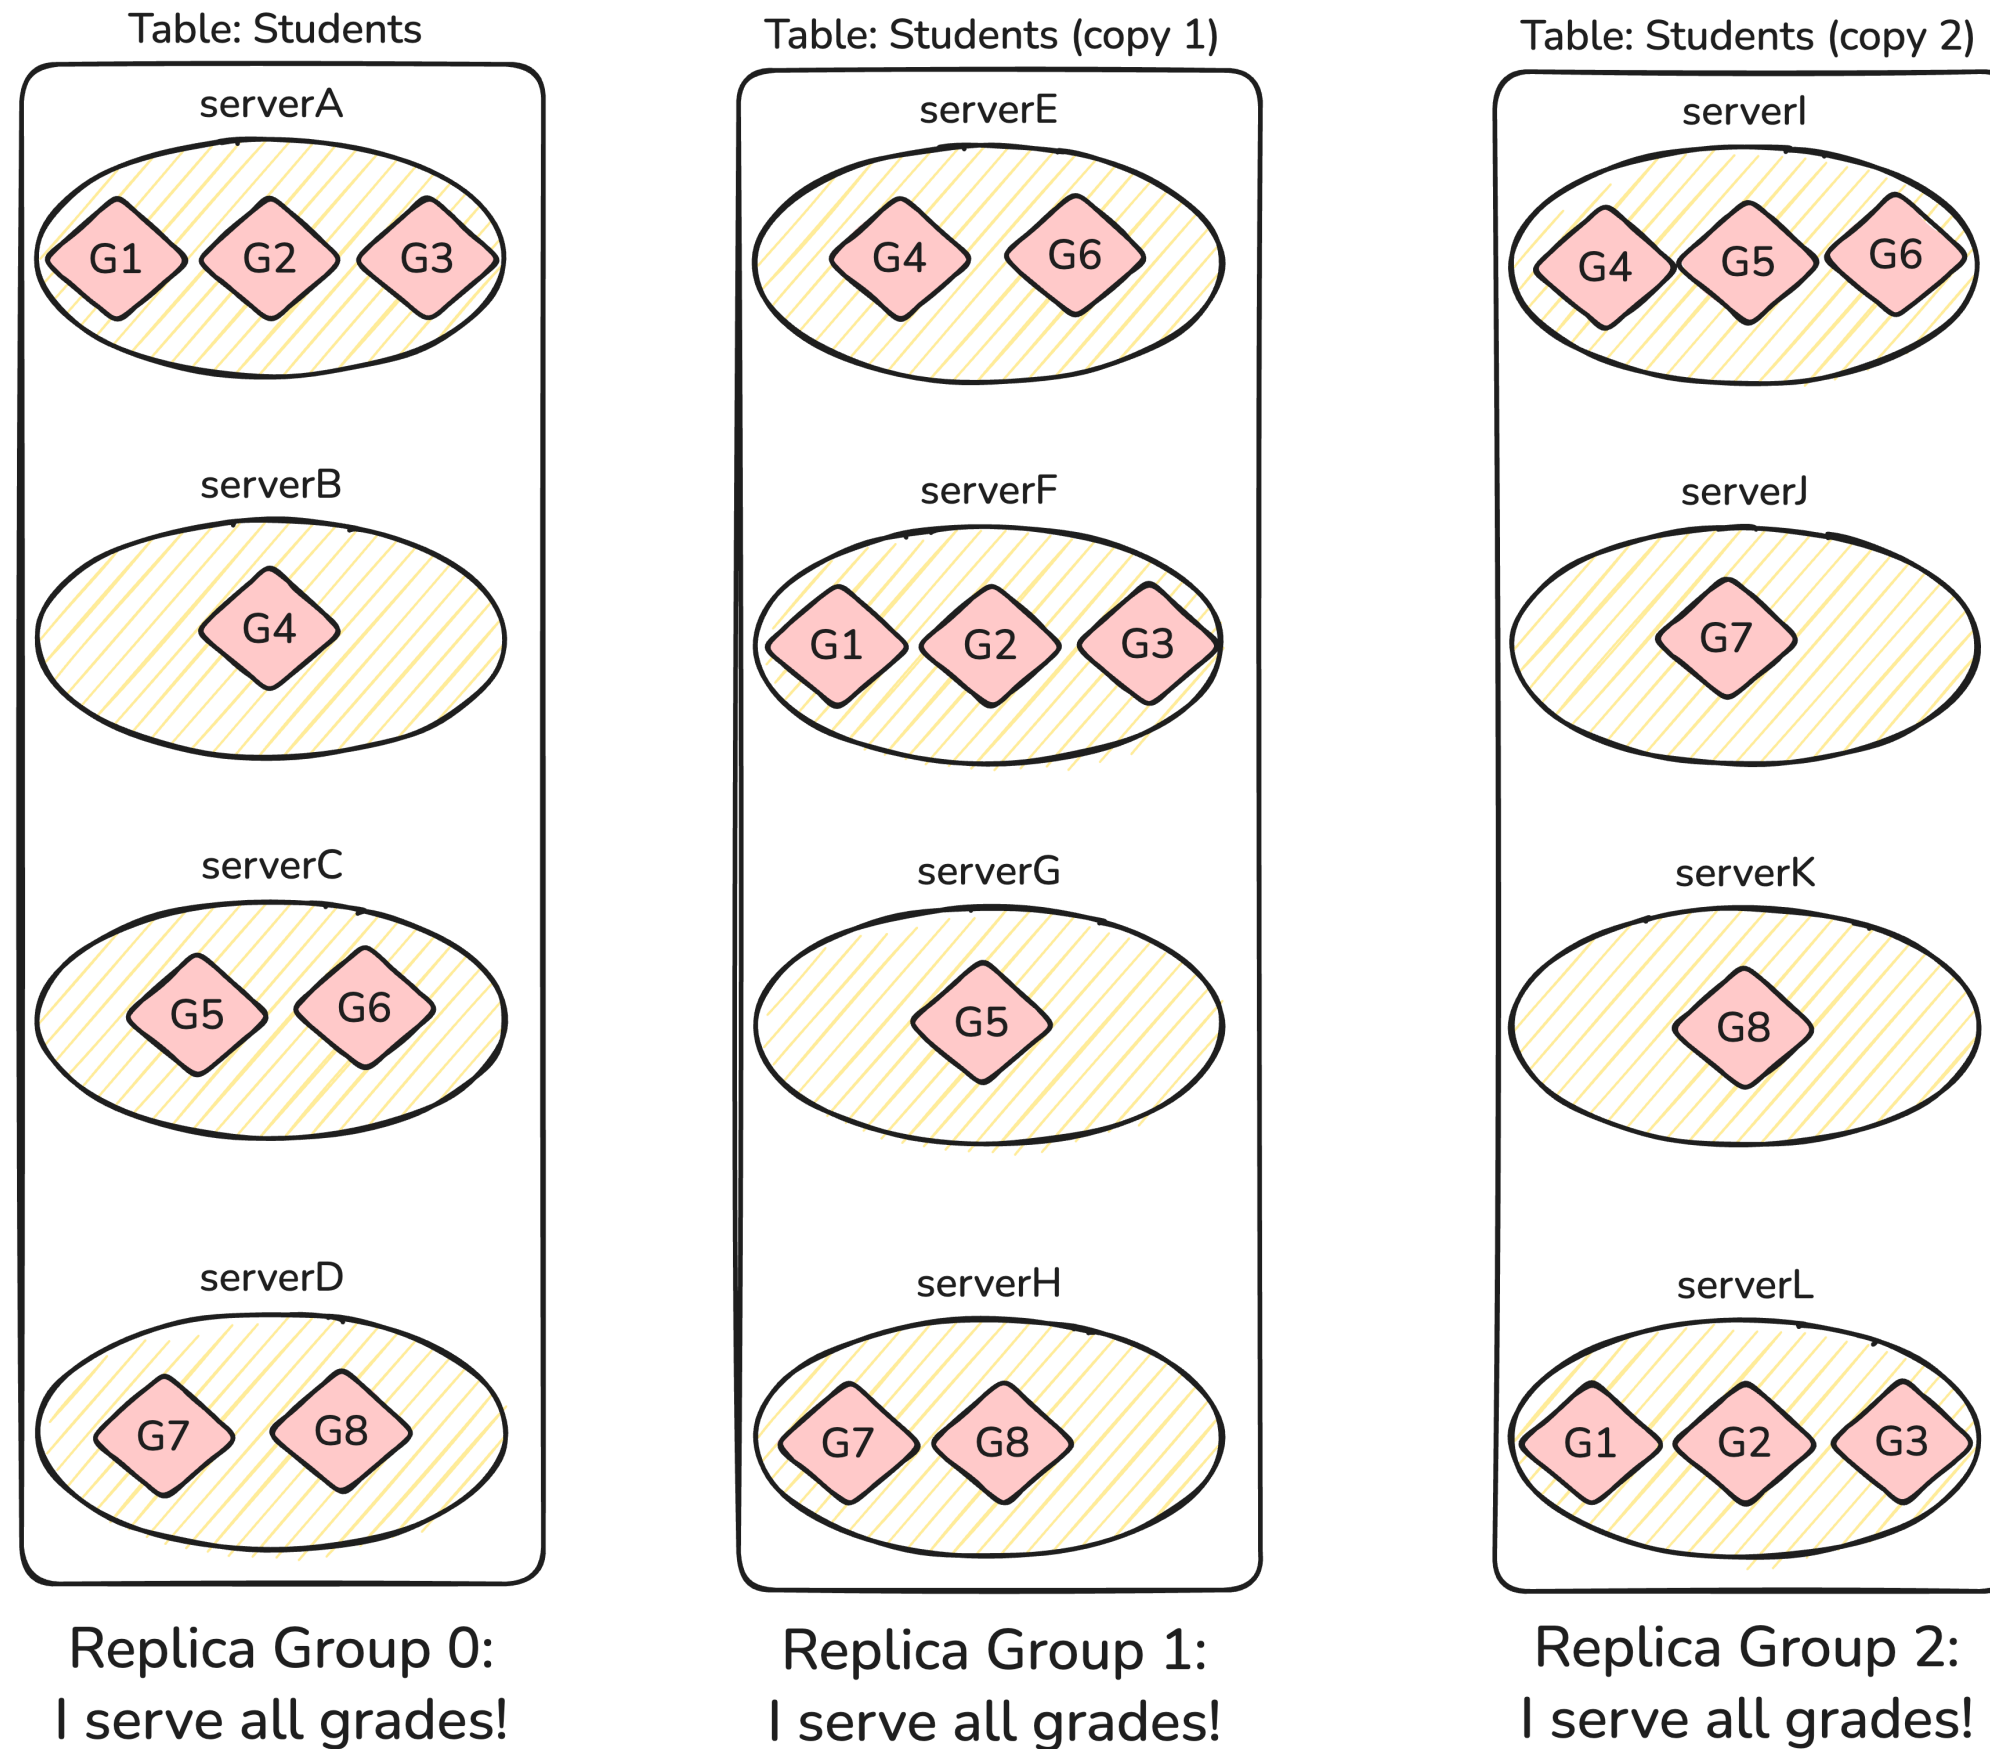 Table: Students
serverA
G1 G2 G3
serverB
G4
serverC
G5 G6
serverD
G7 G8
Replica Group 0:
I serve all grades!
Table: Students (copy 1)
serverE
G4 G6
serverF
G1 G2 G3
serverG
G5
serverH
G7 G8
Replica Group 1:
I serve all grades!
Table: Students (copy 2)
serverI
G4 G5 G6
serverJ
G7
serverK
G8
serverL
G1 G2 G3
Replica Group 2:
I serve all grades!